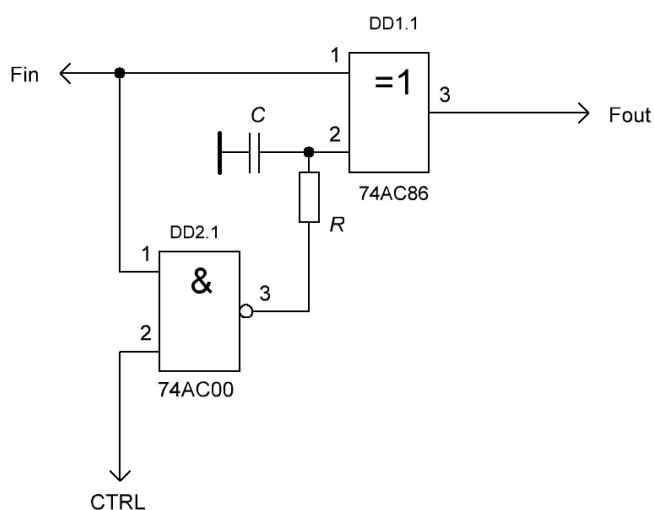 DD1.1
Fin
1
=1
3
Fout
C
2
74AC86
R
DD2.1
1
&
3
2
74AC00
CTRL